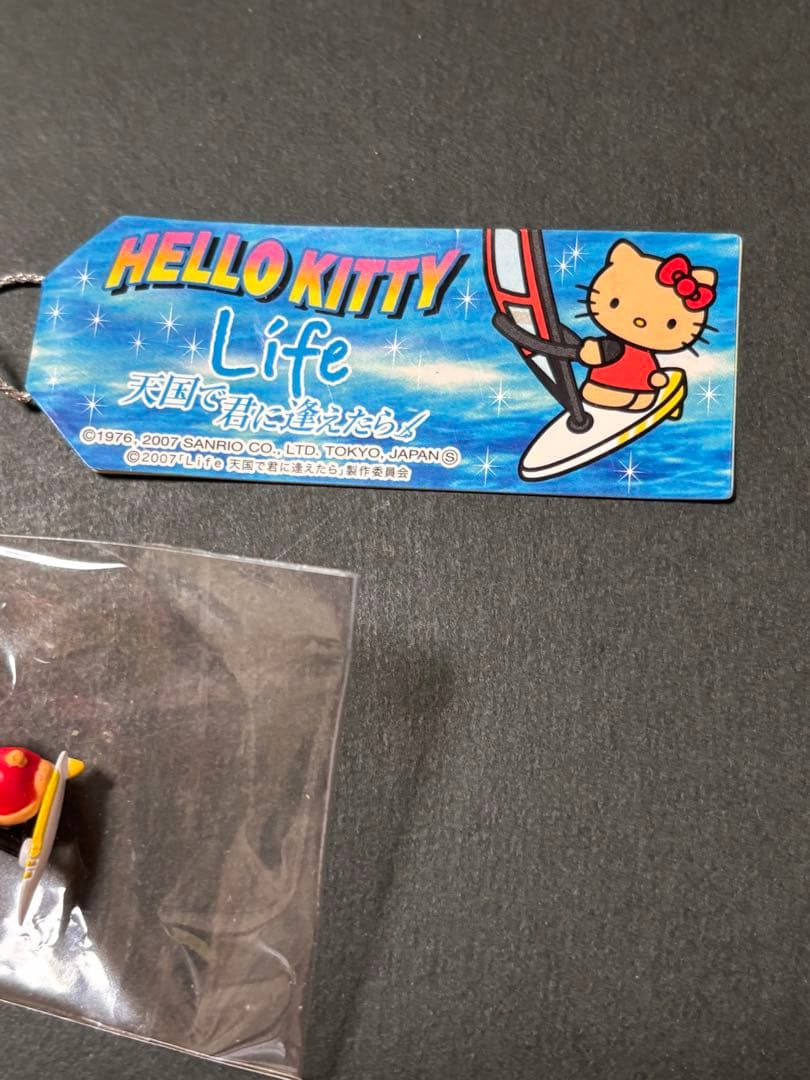 HELLO KITTY
Life
天国で君に逢えたら
©1976, 2007 SANRIO CO., LTD. TOKYO, JAPAN Ⓢ
©2007「Life 天国で君に逢えたら」製作委員会